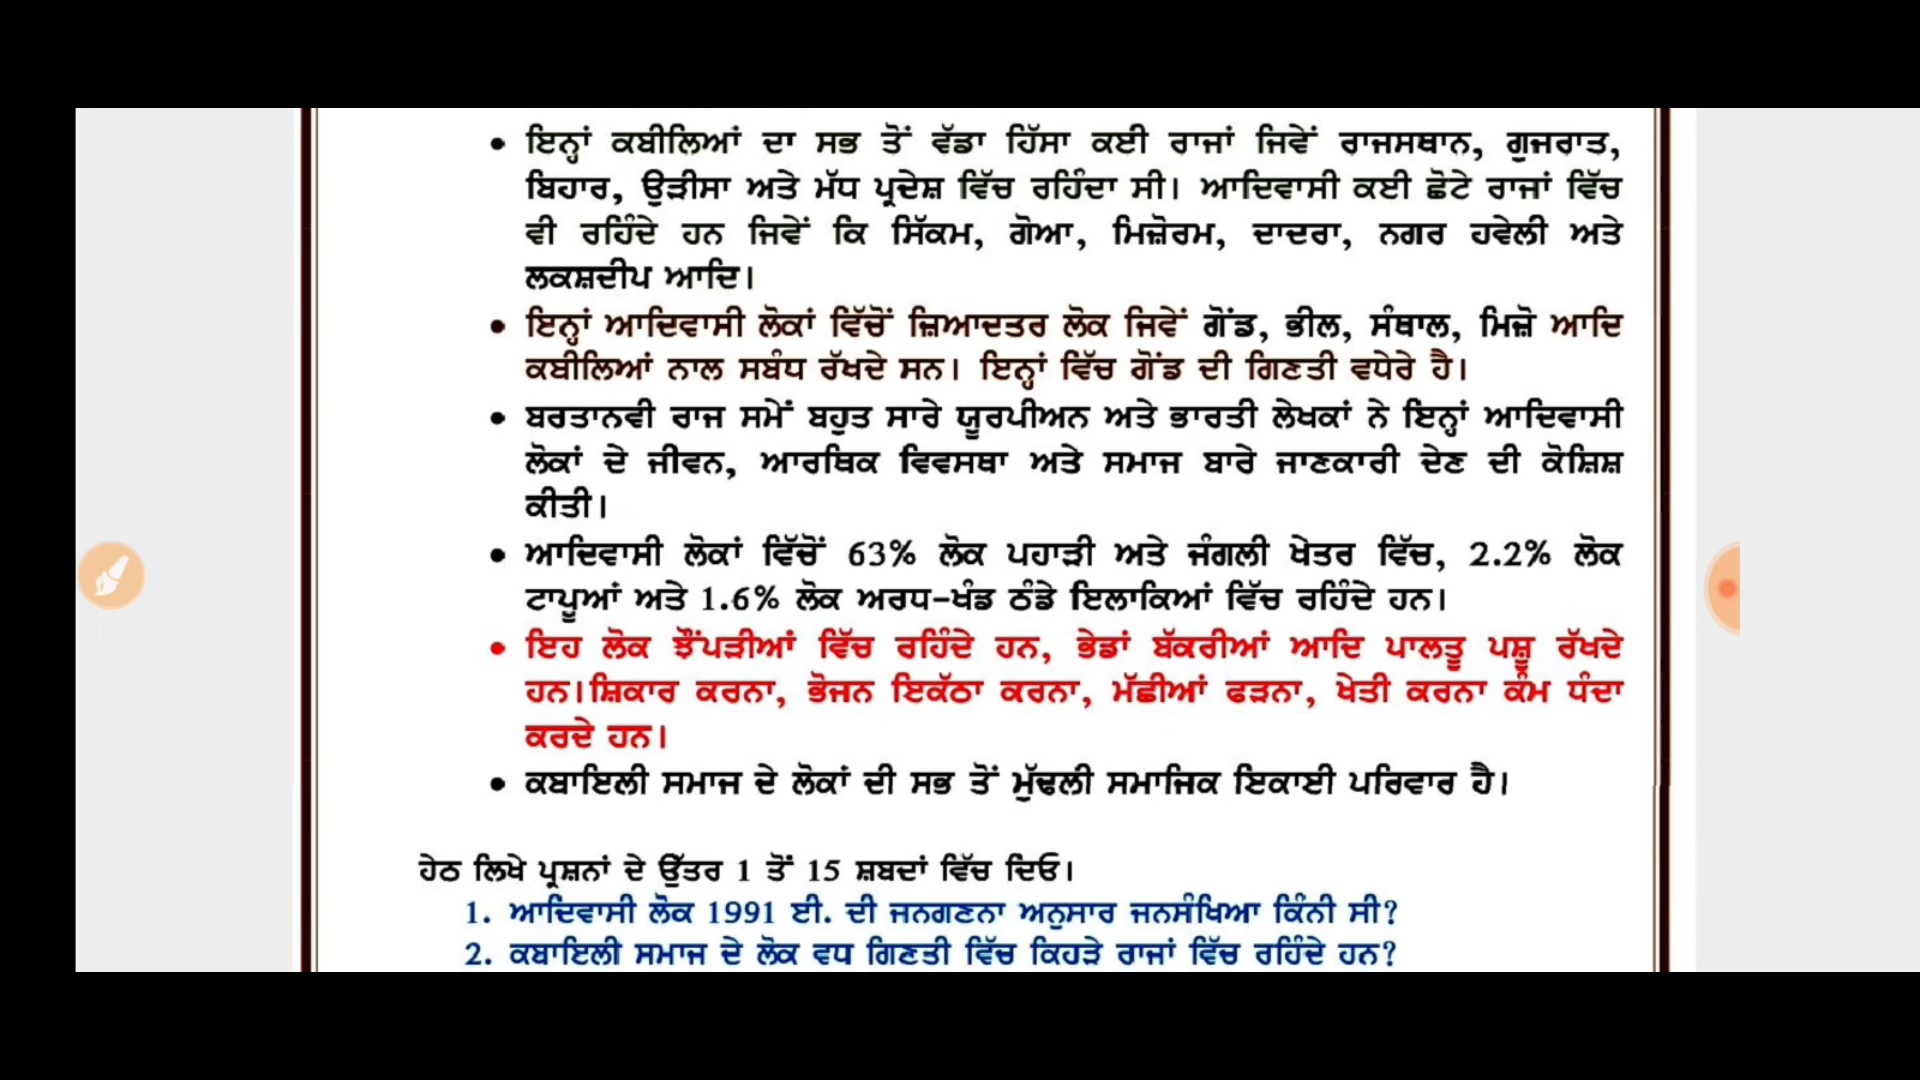 • ਇਨ੍ਹਾਂ ਕਬੀਲਿਆਂ ਦਾ ਸਭ ਤੋਂ ਵੱਡਾ ਹਿੱਸਾ ਕਈ ਰਾਜਾਂ ਜਿਵੇਂ ਰਾਜਸਥਾਨ, ਗੁਜਰਾਤ,
ਬਿਹਾਰ, ਉੜੀਸਾ ਅਤੇ ਮੱਧ ਪ੍ਰਦੇਸ਼ ਵਿੱਚ ਰਹਿੰਦਾ ਸੀ। ਆਦਿਵਾਸੀ ਕਈ ਛੋਟੇ ਰਾਜਾਂ ਵਿੱਚ
ਵੀ ਰਹਿੰਦੇ ਹਨ ਜਿਵੇਂ ਕਿ ਸਿੱਕਮ, ਗੋਆ, ਮਿਜ਼ੋਰਮ, ਦਾਦਰਾ, ਨਗਰ ਹਵੇਲੀ ਅਤੇ
ਲਕਸ਼ਦੀਪ ਆਦਿ।
• ਇਨ੍ਹਾਂ ਆਦਿਵਾਸੀ ਲੋਕਾਂ ਵਿੱਚੋਂ ਜ਼ਿਆਦਤਰ ਲੋਕ ਜਿਵੇਂ ਗੋਂਡ, ਭੀਲ, ਸੰਥਾਲ, ਮਿਜ਼ੋ ਆਦਿ
ਕਬੀਲਿਆਂ ਨਾਲ ਸਬੰਧ ਰੱਖਦੇ ਸਨ। ਇਨ੍ਹਾਂ ਵਿੱਚ ਗੋਂਡ ਦੀ ਗਿਣਤੀ ਵਧੇਰੇ ਹੈ।
• ਬਰਤਾਨਵੀ ਰਾਜ ਸਮੇਂ ਬਹੁਤ ਸਾਰੇ ਯੂਰਪੀਅਨ ਅਤੇ ਭਾਰਤੀ ਲੇਖਕਾਂ ਨੇ ਇਨ੍ਹਾਂ ਆਦਿਵਾਸੀ
ਲੋਕਾਂ ਦੇ ਜੀਵਨ, ਆਰਥਿਕ ਵਿਵਸਥਾ ਅਤੇ ਸਮਾਜ ਬਾਰੇ ਜਾਣਕਾਰੀ ਦੇਣ ਦੀ ਕੋਸ਼ਿਸ਼
ਕੀਤੀ।
• ਆਦਿਵਾਸੀ ਲੋਕਾਂ ਵਿੱਚੋਂ 63% ਲੋਕ ਪਹਾੜੀ ਅਤੇ ਜੰਗਲੀ ਖੇਤਰ ਵਿੱਚ, 2.2% ਲੋਕ
ਟਾਪੂਆਂ ਅਤੇ 1.6% ਲੋਕ ਅਰਧ-ਖੰਡ ਠੰਡੇ ਇਲਾਕਿਆਂ ਵਿੱਚ ਰਹਿੰਦੇ ਹਨ।
• ਇਹ ਲੋਕ ਝੌਂਪੜੀਆਂ ਵਿੱਚ ਰਹਿੰਦੇ ਹਨ, ਭੇਡਾਂ ਬੱਕਰੀਆਂ ਆਦਿ ਪਾਲਤੂ ਪਸ਼ੂ ਰੱਖਦੇ
ਹਨ।ਸ਼ਿਕਾਰ ਕਰਨਾ, ਭੋਜਨ ਇਕੱਠਾ ਕਰਨਾ, ਮੱਛੀਆਂ ਫੜਨਾ, ਖੇਤੀ ਕਰਨਾ ਕੰਮ ਧੰਦਾ
ਕਰਦੇ ਹਨ।
• ਕਬਾਇਲੀ ਸਮਾਜ ਦੇ ਲੋਕਾਂ ਦੀ ਸਭ ਤੋਂ ਮੁੱਢਲੀ ਸਮਾਜਿਕ ਇਕਾਈ ਪਰਿਵਾਰ ਹੈ।
ਹੇਠ ਲਿਖੇ ਪ੍ਰਸ਼ਨਾਂ ਦੇ ਉੱਤਰ 1 ਤੋਂ 15 ਸ਼ਬਦਾਂ ਵਿੱਚ ਦਿਓ।
1. ਆਦਿਵਾਸੀ ਲੋਕ 1991 ਈ. ਦੀ ਜਨਗਣਨਾ ਅਨੁਸਾਰ ਜਨਸੰਖਿਆ ਕਿੰਨੀ ਸੀ?
2. ਕਬਾਇਲੀ ਸਮਾਜ ਦੇ ਲੋਕ ਵਧ ਗਿਣਤੀ ਵਿੱਚ ਕਿਹੜੇ ਰਾਜਾਂ ਵਿੱਚ ਰਹਿੰਦੇ ਹਨ?